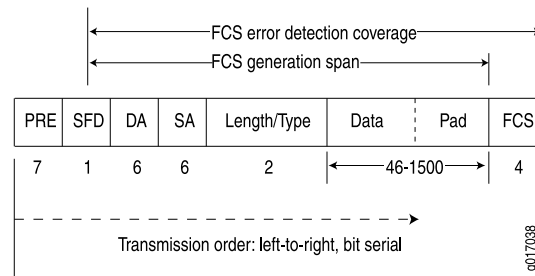 FCS error detection coverage
FCS generation span
PRE SFD DA SA Length/Type Data Pad FCS
7 1 6 6 2 46-1500 4
Transmission order: left-to-right, bit serial
g017038